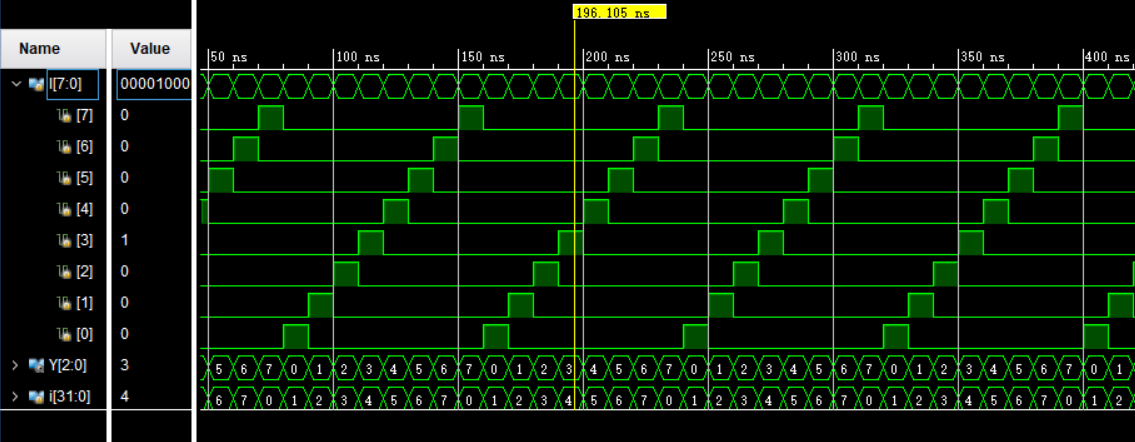 196.105 ns
Name Value
50 ns 100 ns 150 ns 200 ns 250 ns 300 ns 350 ns 400 ns
I[7:0] 00001000
[7] 0
[6] 0
[5] 0
[4] 0
[3] 1
[2] 0
[1] 0
[0] 0
Y[2:0] 3 5 6 7 0 1 2 3 4 5 6 7 0 1 2 3 4 5 6 7 0 1 2 3 4 5 6 7 0 1 2 3 4 5 6 7 0 1
i[31:0] 4 6 7 0 1 2 3 4 5 6 7 0 1 2 3 4 5 6 7 0 1 2 3 4 5 6 7 0 1 2 3 4 5 6 7 0 1 2